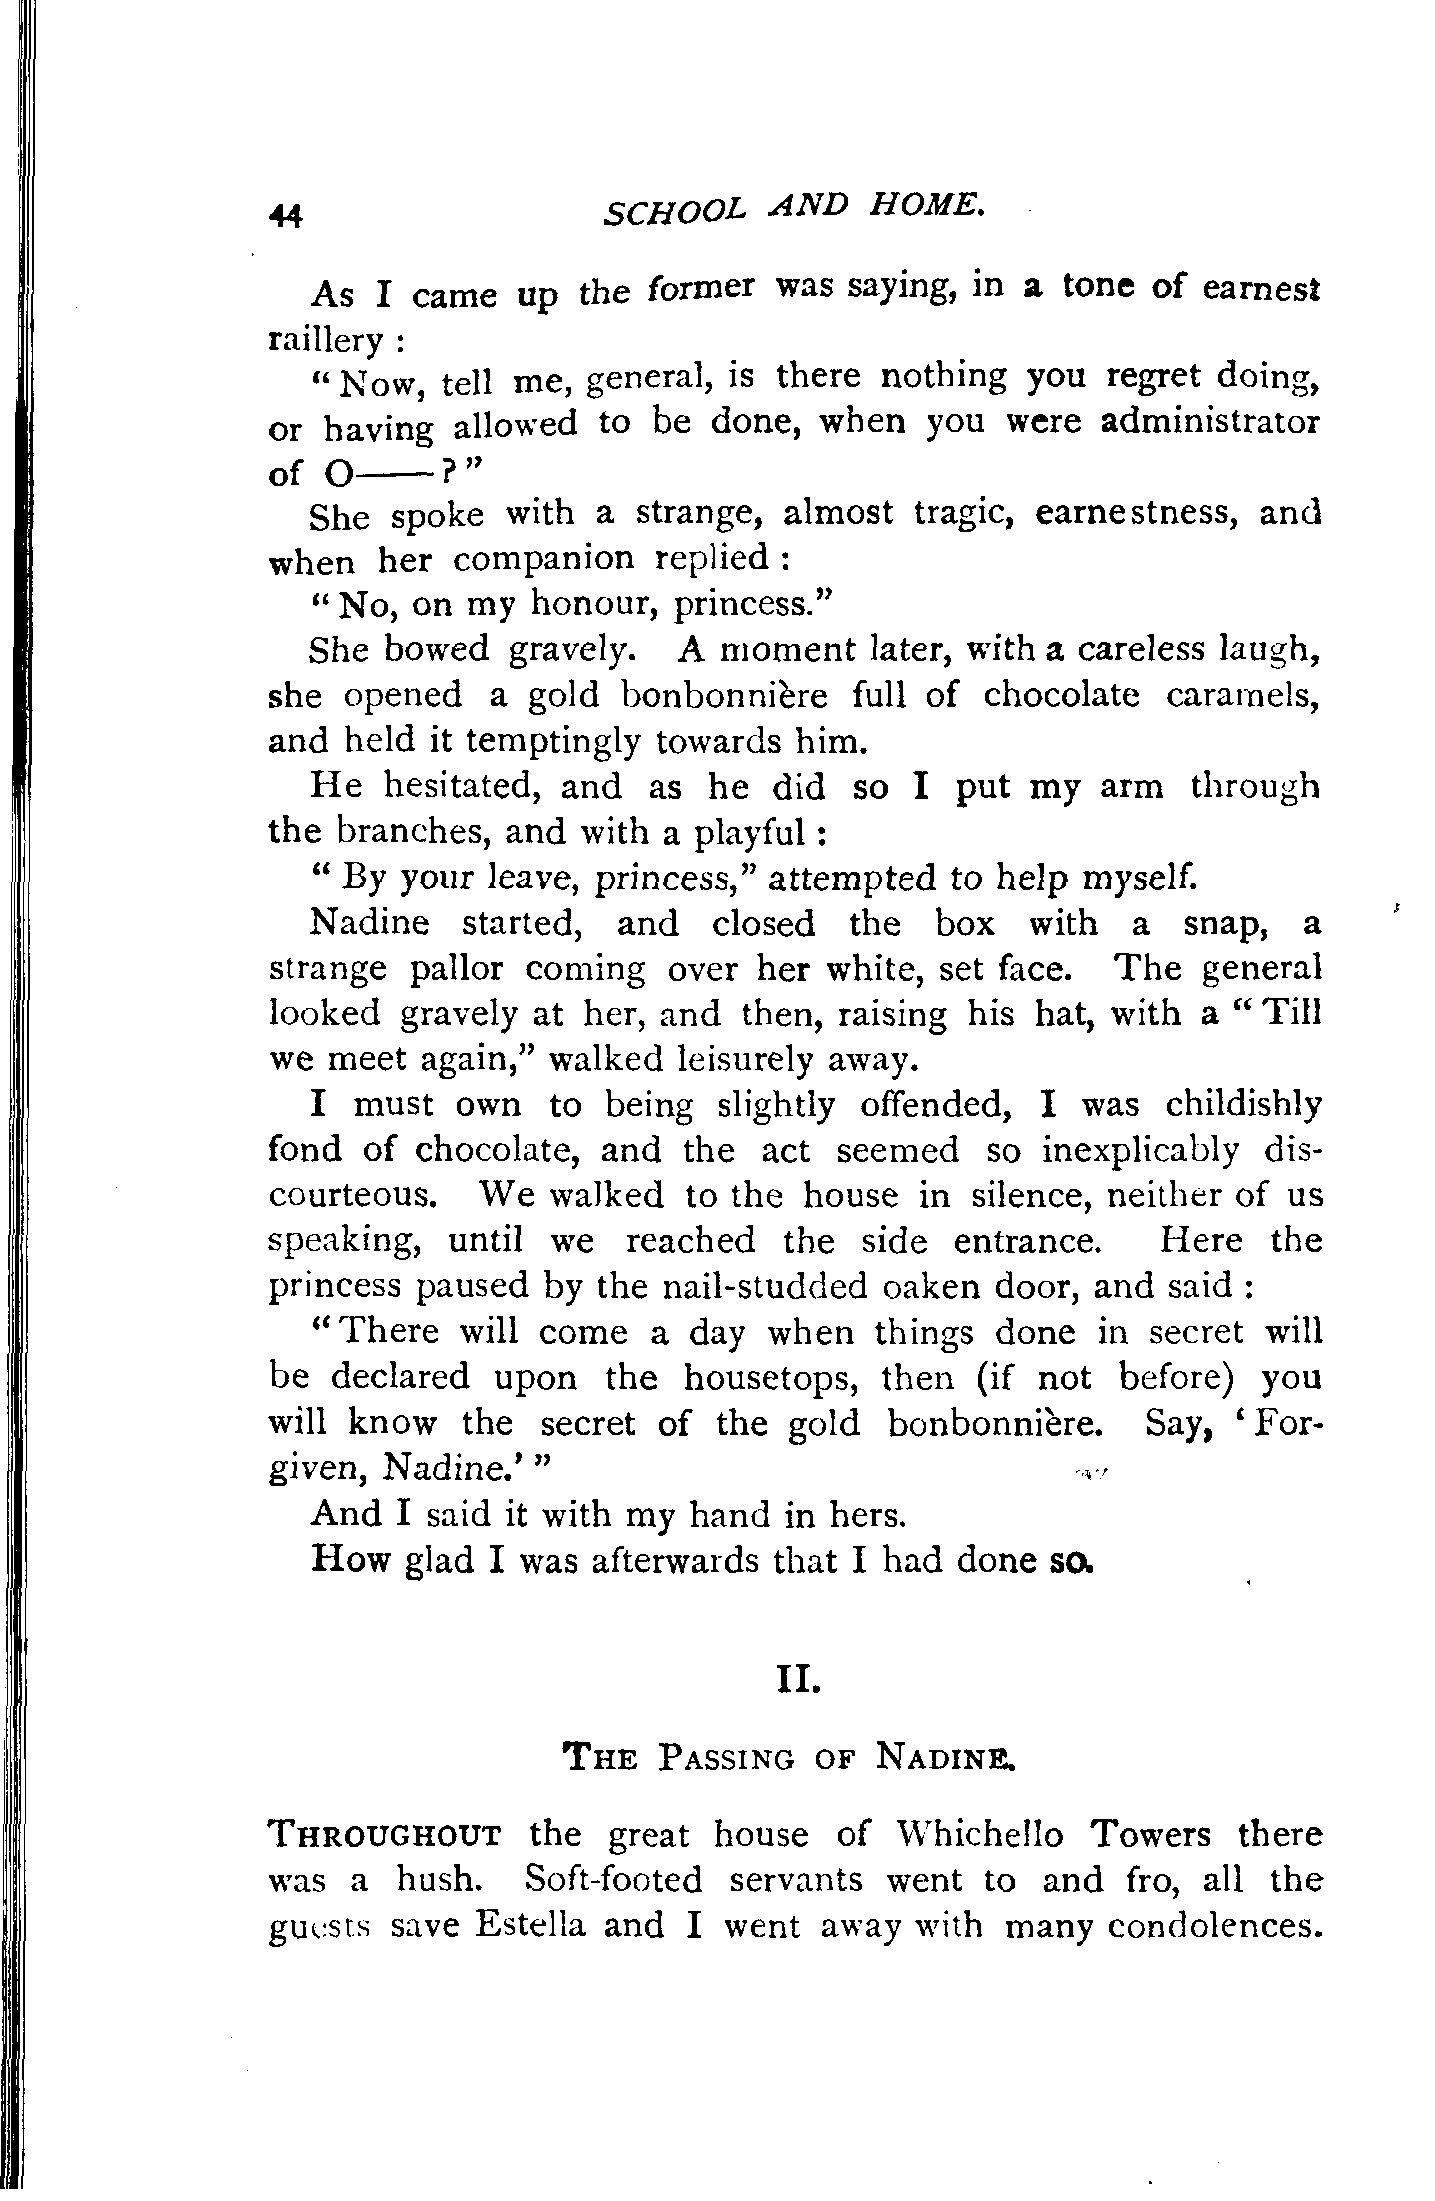 44 SCHOOL AND HOME.
As I came up the former was saying, in a tone of earnest
raillery :
“ Now, tell me, general, is there nothing you regret doing,
or having allowed to be done, when you were administrator
of O—— ? ”
She spoke with a strange, almost tragic, earnestness, and
when her companion replied :
“ No, on my honour, princess.”
She bowed gravely. A moment later, with a careless laugh,
she opened a gold bonbonnière full of chocolate caramels,
and held it temptingly towards him.
He hesitated, and as he did so I put my arm through
the branches, and with a playful :
“ By your leave, princess,” attempted to help myself.
Nadine started, and closed the box with a snap, a
strange pallor coming over her white, set face. The general
looked gravely at her, and then, raising his hat, with a “ Till
we meet again,” walked leisurely away.
I must own to being slightly offended, I was childishly
fond of chocolate, and the act seemed so inexplicably dis-
courteous. We walked to the house in silence, neither of us
speaking, until we reached the side entrance. Here the
princess paused by the nail-studded oaken door, and said :
“ There will come a day when things done in secret will
be declared upon the housetops, then (if not before) you
will know the secret of the gold bonbonnière. Say, ‘ For-
given, Nadine.’ ”
And I said it with my hand in hers.
How glad I was afterwards that I had done so.
II.
THE PASSING OF NADINE.
THROUGHOUT the great house of Whichello Towers there
was a hush. Soft-footed servants went to and fro, all the
guests save Estella and I went away with many condolences.